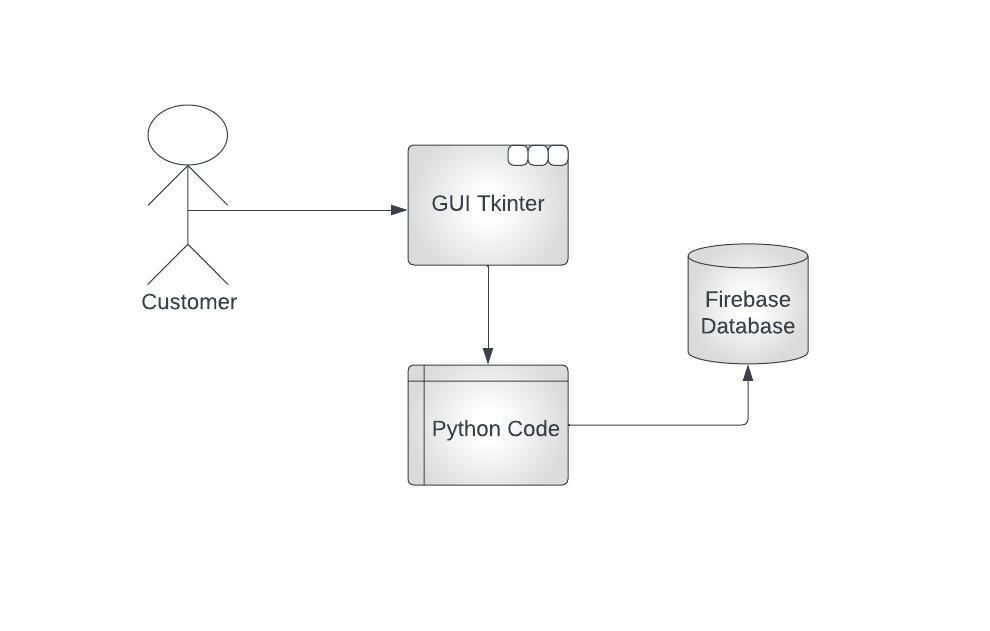 GUI Tkinter
Customer
Firebase
Database
Python Code